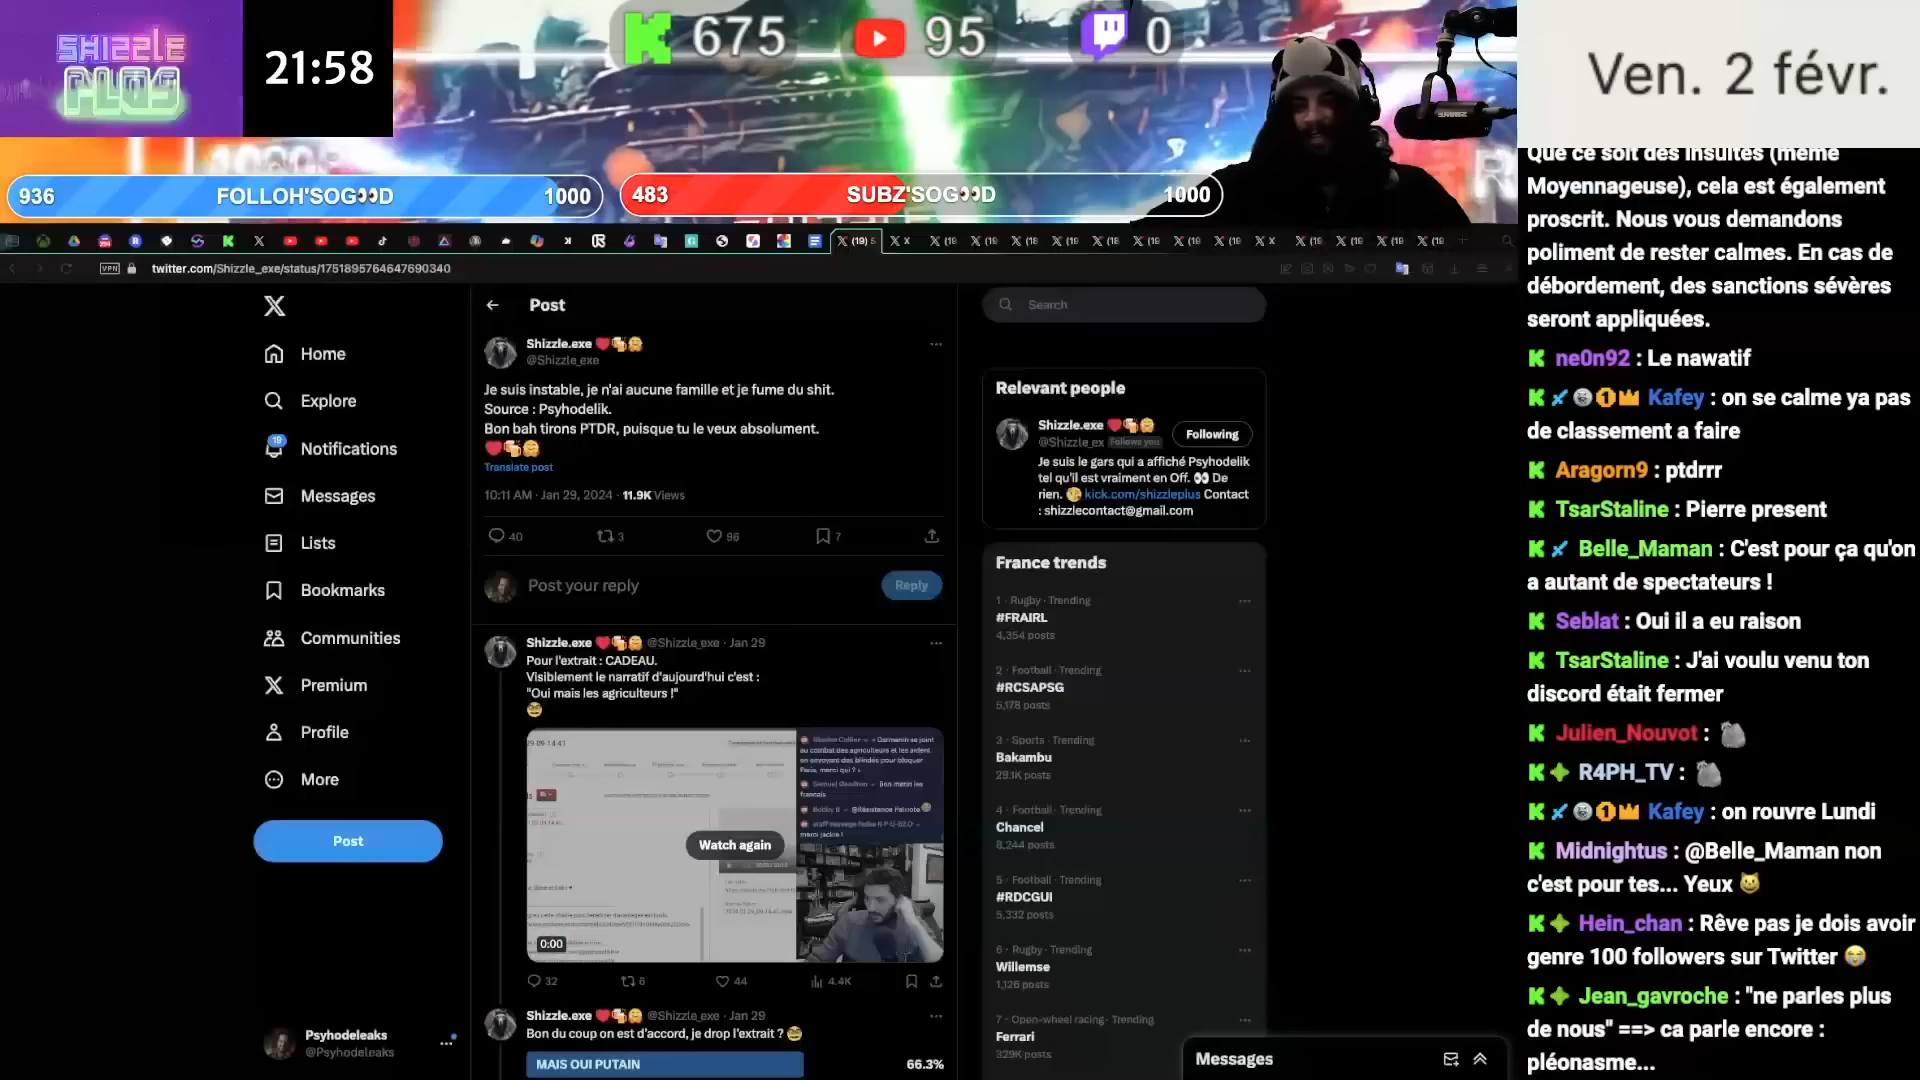 SHIZZLE
PLUS
21:58
675
95
0
Ven. 2 févr.
936 FOLLOH'SOG👀D 1000
483 SUBZ'SOG👀D 1000
twitter.com/Shizzle_exe/status/1751895764647690340
VPN
Home
Explore
19
Notifications
Messages
Lists
Bookmarks
Communities
Premium
Profile
More
Post
Psyhodeleaks
@Psyhodeleaks
Post
Shizzle.exe
@Shizzle_exe
Je suis instable, je n'ai aucune famille et je fume du shit.
Source : Psyhodelik.
Bon bah tirons PTDR, puisque tu le veux absolument.
Translate post
10:11 AM · Jan 29, 2024 · 11.9K Views
40 3 96 7
Post your reply
Reply
Shizzle.exe @Shizzle_exe · Jan 29
Pour l'extrait : CADEAU.
Visiblement le narratif d'aujourd'hui c'est :
"Oui mais les agriculteurs !"
Watch again
0:00
32 6 44 4.4K
Shizzle.exe @Shizzle_exe · Jan 29
Bon du coup on est d'accord, je drop l'extrait ?
MAIS OUI PUTAIN 66.3%
Search
Relevant people
Shizzle.exe
@Shizzle_ex Follows you
Following
Je suis le gars qui a affiché Psyhodelik
tel qu'il est vraiment en Off. 👀 De
rien. kick.com/shizzleplus Contact
: shizzlecontact@gmail.com
France trends
1 · Rugby · Trending
#FRAIRL
4,354 posts
2 · Football · Trending
#RCSAPSG
5,178 posts
3 · Sports · Trending
Bakambu
29.1K posts
4 · Football · Trending
Chancel
8,244 posts
5 · Football · Trending
#RDCGUI
5,332 posts
6 · Rugby · Trending
Willemse
1,126 posts
7 · Open-wheel racing · Trending
Ferrari
329K posts
Messages
Que ce soit des insultes (même
Moyennageuse), cela est également
proscrit. Nous vous demandons
poliment de rester calmes. En cas de
débordement, des sanctions sévères
seront appliquées.
ne0n92 : Le nawatif
Kafey : on se calme ya pas
de classement a faire
Aragorn9 : ptdrrr
TsarStaline : Pierre present
Belle_Maman : C'est pour ça qu'on
a autant de spectateurs !
Seblat : Oui il a eu raison
TsarStaline : J'ai voulu venu ton
discord était fermer
Julien_Nouvot :
R4PH_TV :
Kafey : on rouvre Lundi
Midnightus : @Belle_Maman non
c'est pour tes... Yeux 😺
Hein_chan : Rêve pas je dois avoir
genre 100 followers sur Twitter 😭
Jean_gavroche : "ne parles plus
de nous" ==> ca parle encore :
pléonasme...